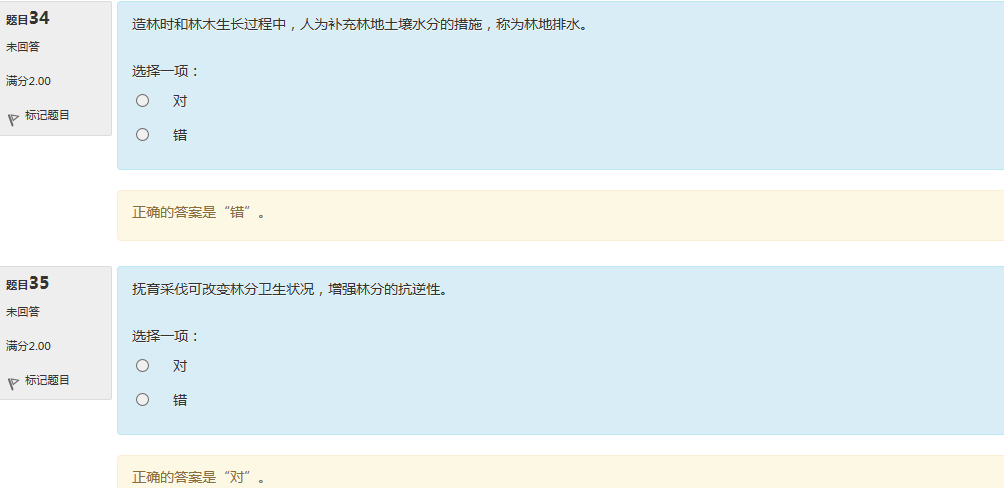 题目34
未回答
满分2.00
标记题目
造林时和林木生长过程中，人为补充林地土壤水分的措施，称为林地排水。
选择一项：
对
错
正确的答案是“错”。
题目35
未回答
满分2.00
标记题目
抚育采伐可改变林分卫生状况，增强林分的抗逆性。
选择一项：
对
错
正确的答案是“对”。